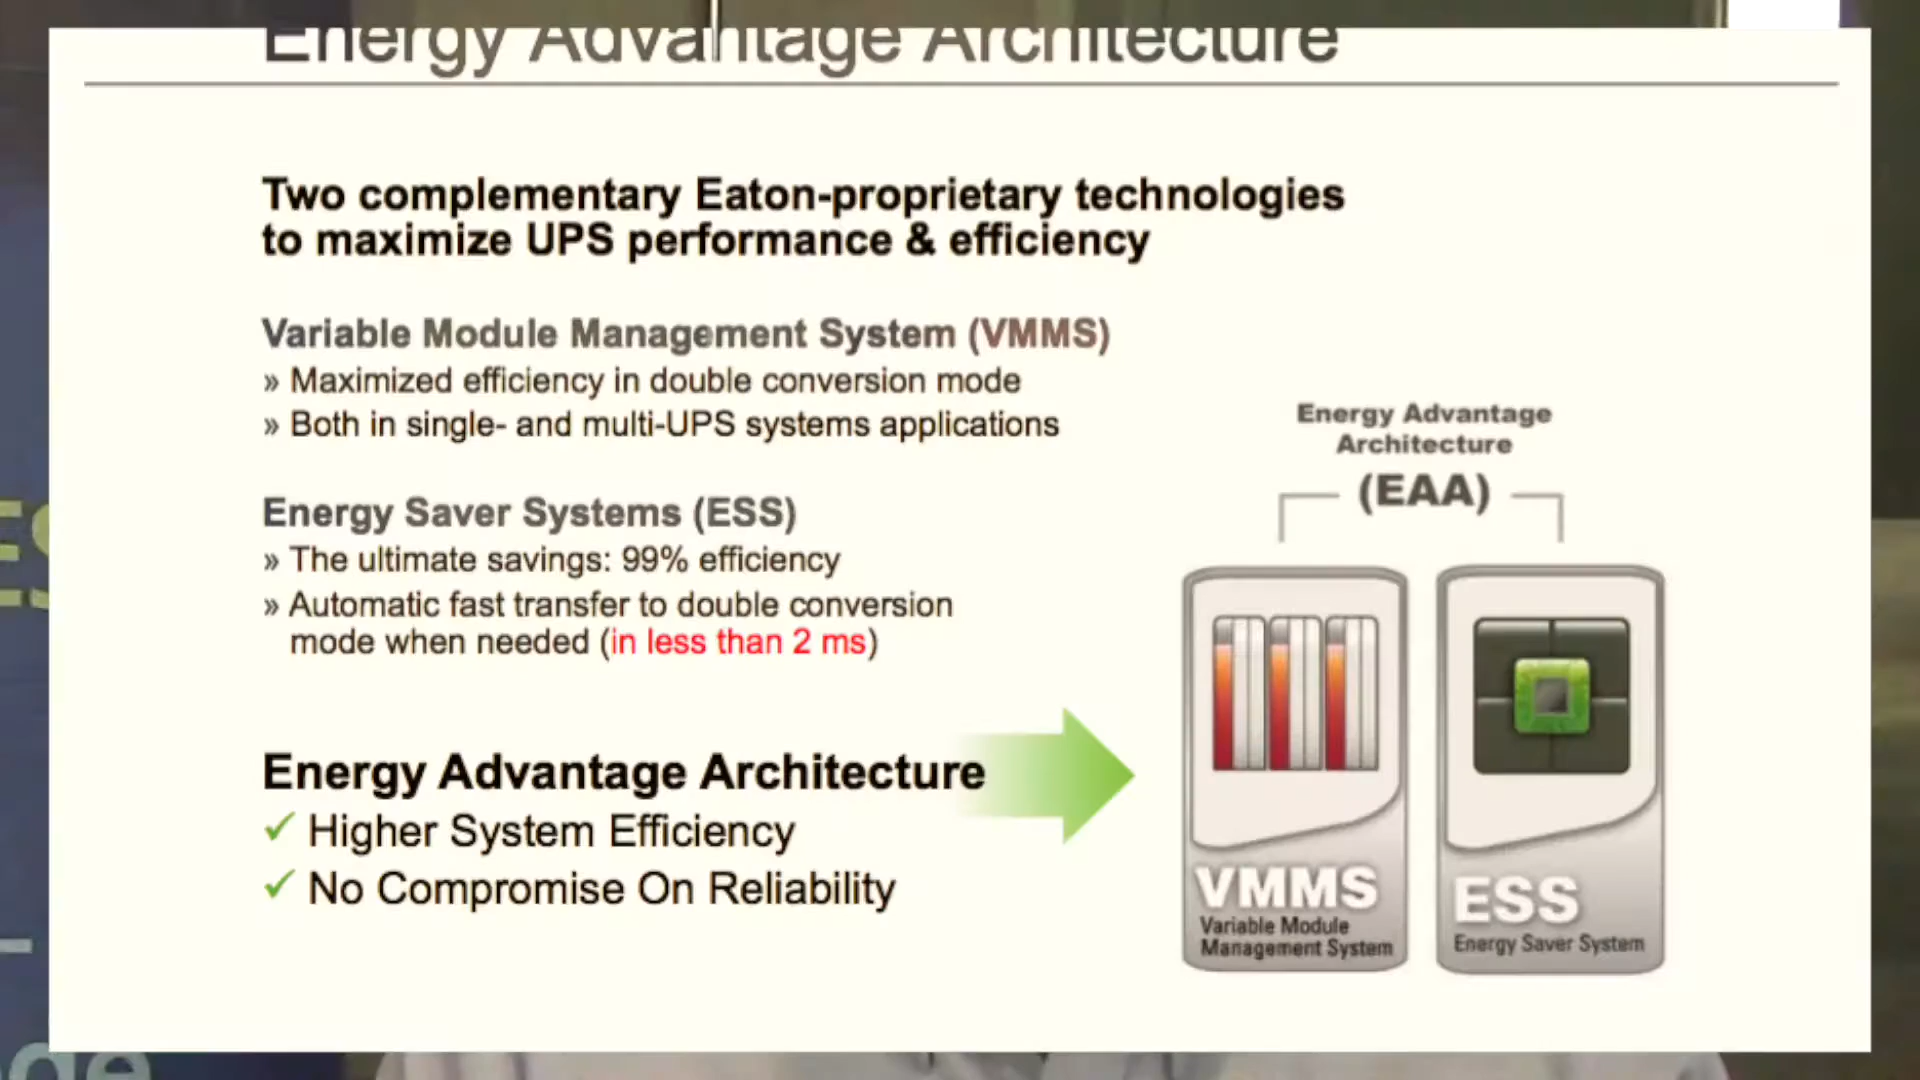 Energy Advantage Architecture
Two complementary Eaton-proprietary technologies
to maximize UPS performance & efficiency
Variable Module Management System (VMMS)
» Maximized efficiency in double conversion mode
» Both in single- and multi-UPS systems applications
Energy Saver Systems (ESS)
» The ultimate savings: 99% efficiency
» Automatic fast transfer to double conversion
mode when needed (in less than 2 ms)
Energy Advantage Architecture
✓ Higher System Efficiency
✓ No Compromise On Reliability
Energy Advantage
Architecture
(EAA)
VMMS
Variable Module
Management System
ESS
Energy Saver System